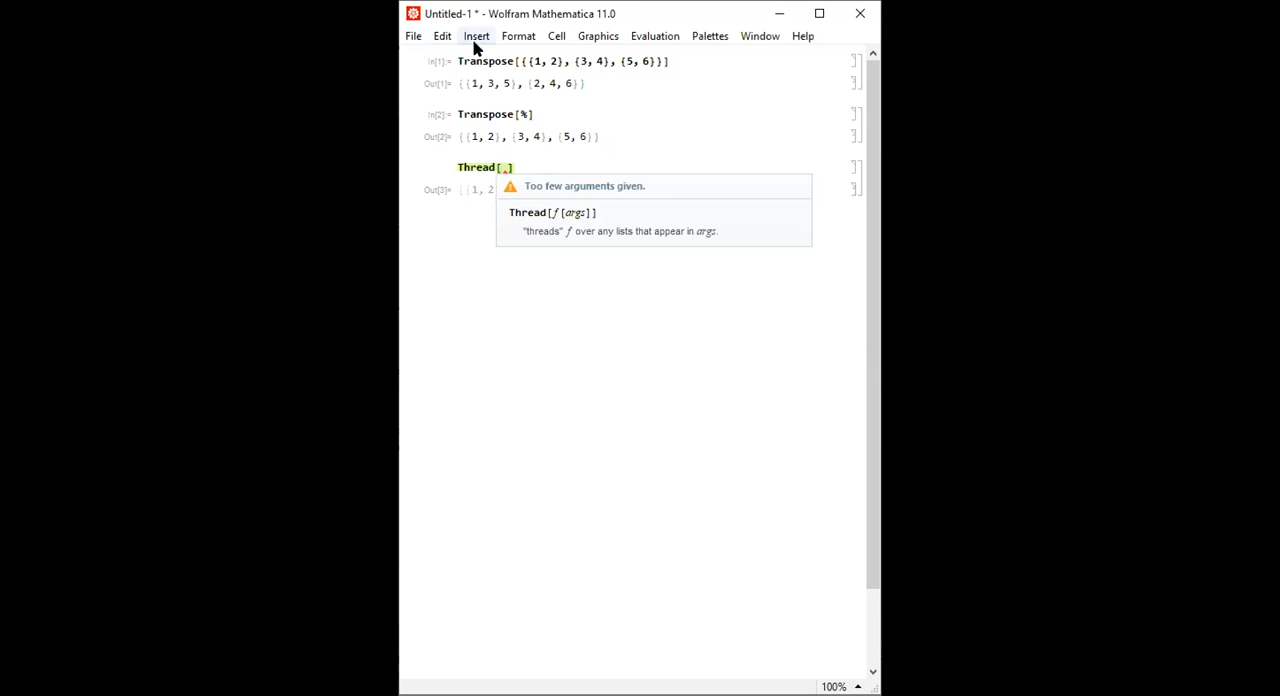 Untitled-1 * - Wolfram Mathematica 11.0
File Edit Insert Format Cell Graphics Evaluation Palettes Window Help
In[1]:= Transpose[{{1, 2}, {3, 4}, {5, 6}}]
Out[1]= {{1, 3, 5}, {2, 4, 6}}
In[2]:= Transpose[%]
Out[2]= {{1, 2}, {3, 4}, {5, 6}}
Thread[ ]
Out[3]= {{1, 2
Too few arguments given.
Thread[f[args]]
"threads" f over any lists that appear in args.
100%